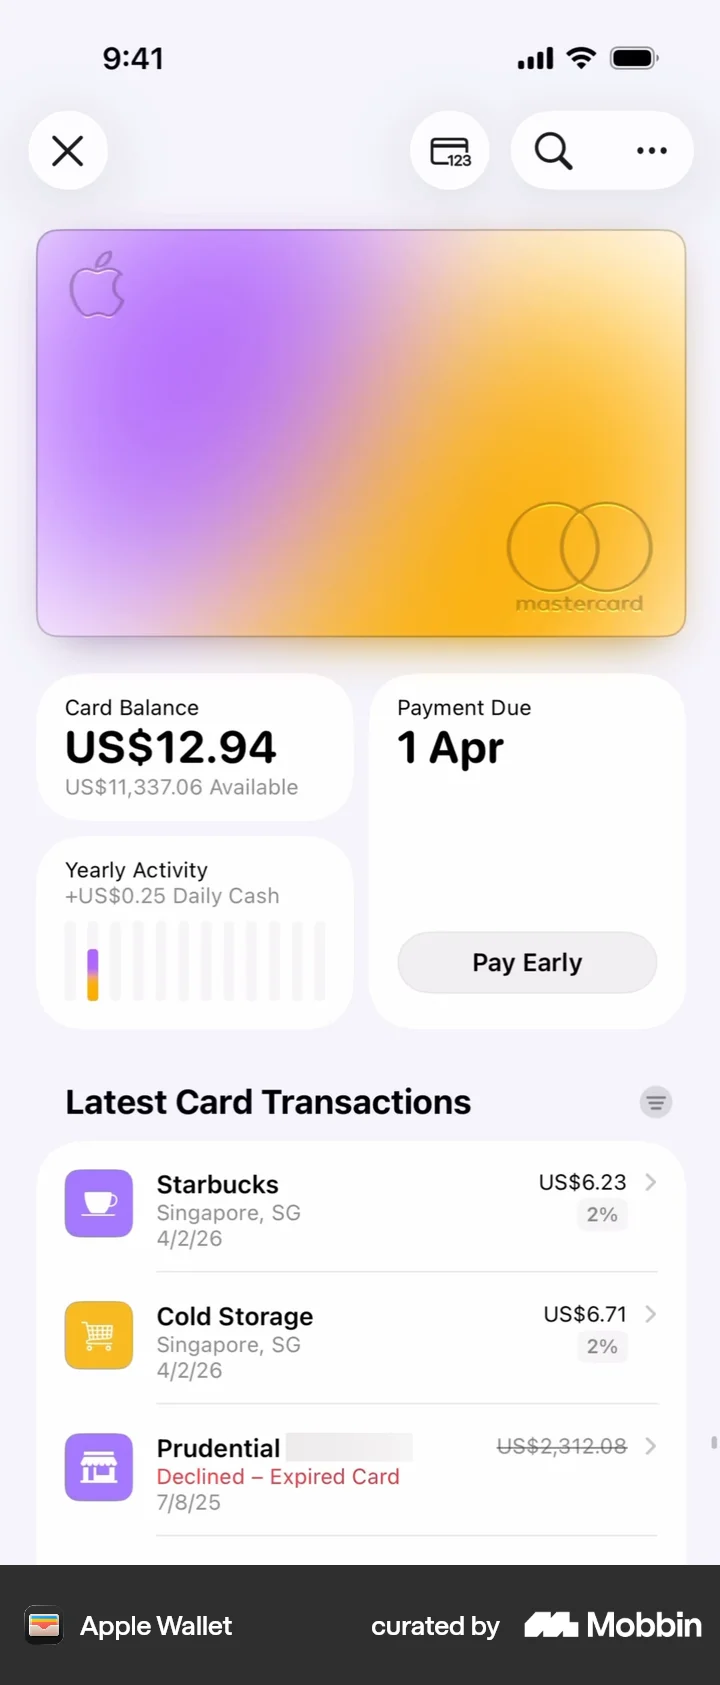 9:41
123
mastercard
Card Balance
US$12.94
US$11,337.06 Available
Payment Due
1 Apr
Yearly Activity
+US$0.25 Daily Cash
Pay Early
Latest Card Transactions
Starbucks
US$6.23
Singapore, SG
2%
4/2/26
Cold Storage
US$6.71
Singapore, SG
2%
4/2/26
Prudential
US$2,312.08
Declined – Expired Card
7/8/25
Apple Wallet
curated by Mobbin